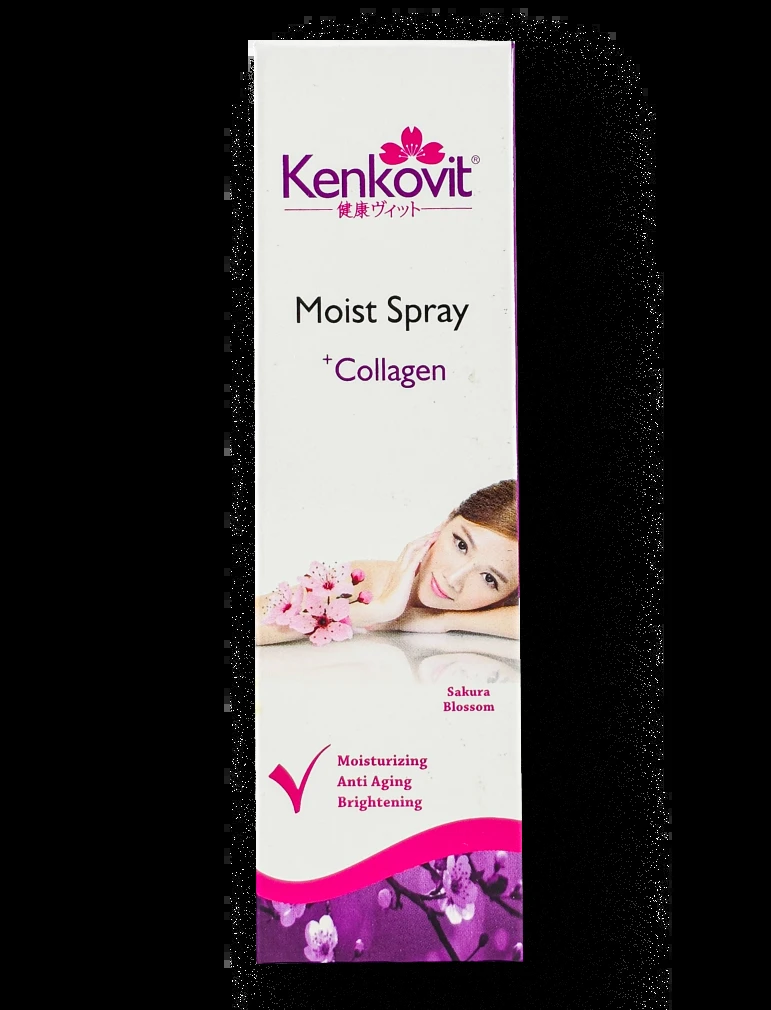 Kenkovit®
健康ヴィット
Moist Spray
+Collagen
Sakura
Blossom
Moisturizing
Anti Aging
Brightening